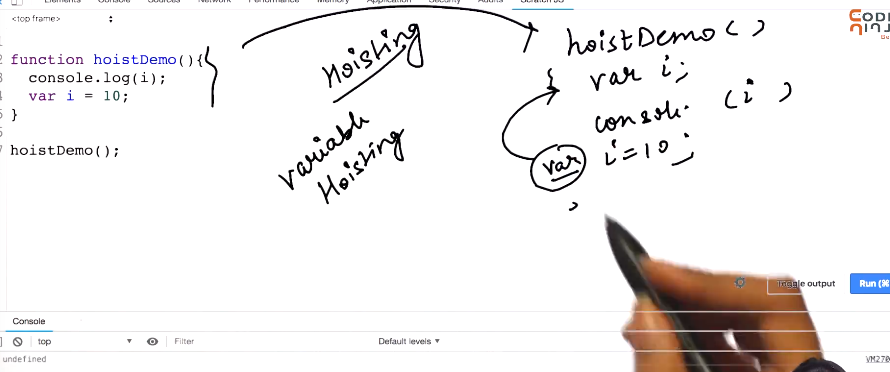 Elements Console Sources Network Performance Memory Application Security Audits Scratch JS
<top frame>
function hoistDemo(){
console.log(i);
var i = 10;
}
hoistDemo();
Hoisting
variable
Hoisting
hoistDemo()
{
var i;
console. (i)
var i=10;
CODI
NINJ
Toggle output
Run (⌘
Console
top
Filter
Default levels
undefined
VM270